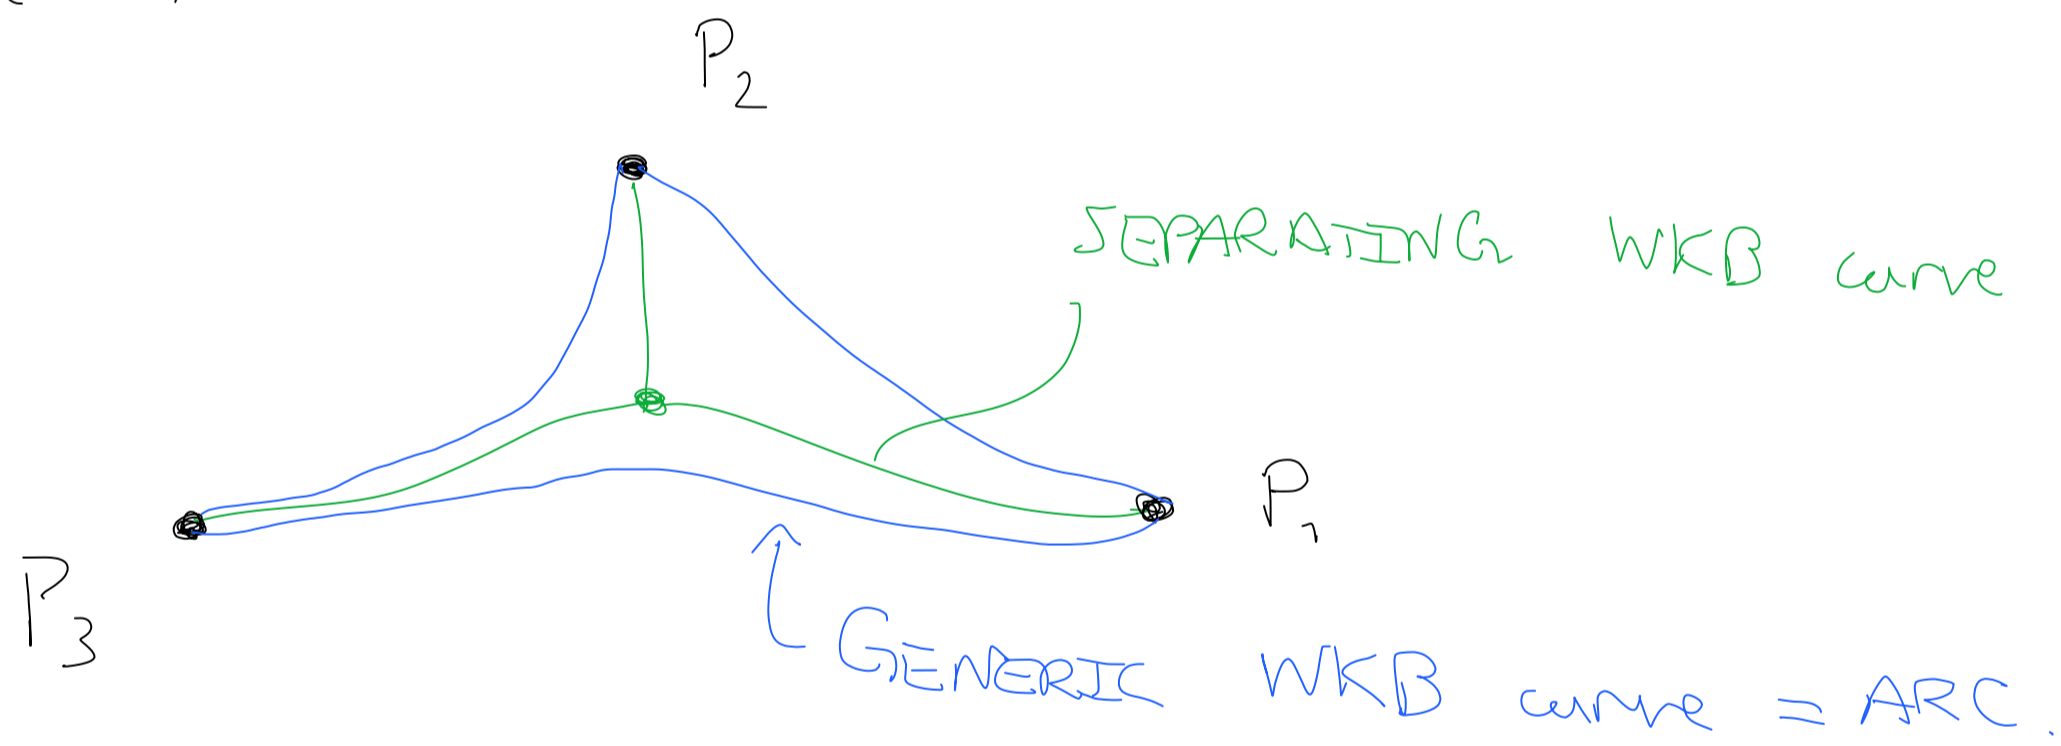 P2
SEPARATING WKB curve
P1
P3
GENERIC WKB curve = ARC.